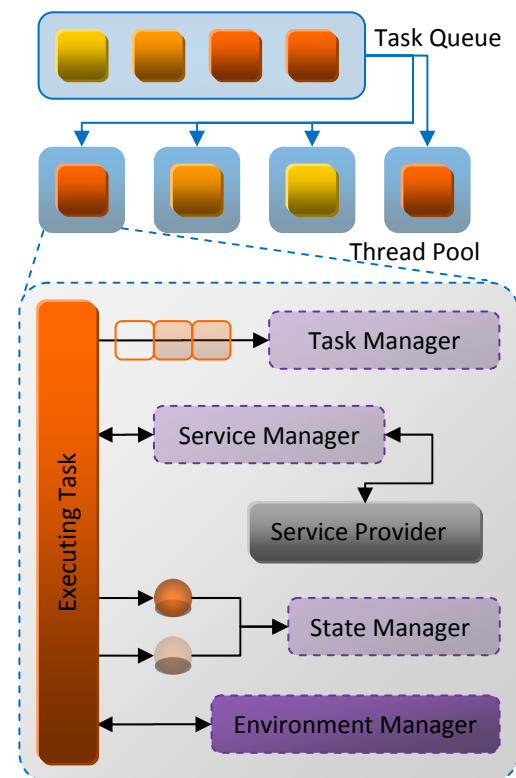 Task Queue
Thread Pool
Task Manager
Service Manager
Service Provider
Executing Task
State Manager
Environment Manager